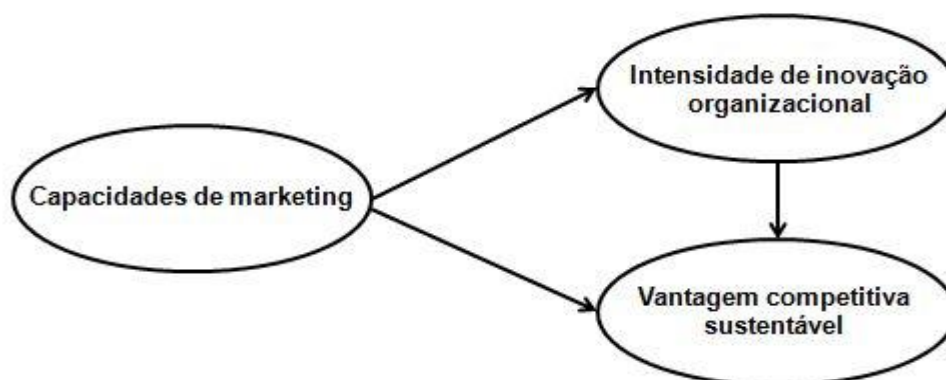 Intensidade de inovação
organizacional
Capacidades de marketing
Vantagem competitiva
sustentável